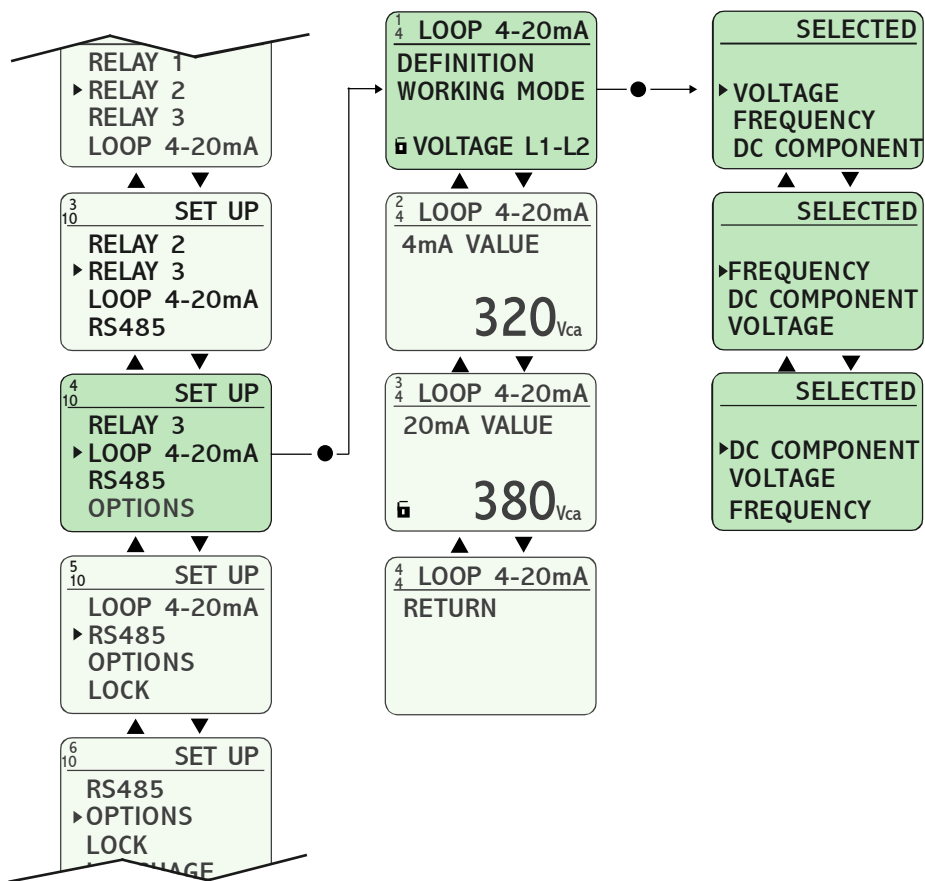 RELAY 1
RELAY 2
RELAY 3
LOOP 4-20mA
3
10
SET UP
RELAY 2
RELAY 3
LOOP 4-20mA
RS485
4
10
SET UP
RELAY 3
LOOP 4-20mA
RS485
OPTIONS
5
10
SET UP
LOOP 4-20mA
RS485
OPTIONS
LOCK
6
10
SET UP
RS485
OPTIONS
LOCK
1
4
LOOP 4-20mA
DEFINITION
WORKING MODE
VOLTAGE L1-L2
2
4
LOOP 4-20mA
4mA VALUE
320Vca
3
4
LOOP 4-20mA
20mA VALUE
380Vca
4
4
LOOP 4-20mA
RETURN
SELECTED
VOLTAGE
FREQUENCY
DC COMPONENT
SELECTED
FREQUENCY
DC COMPONENT
VOLTAGE
SELECTED
DC COMPONENT
VOLTAGE
FREQUENCY